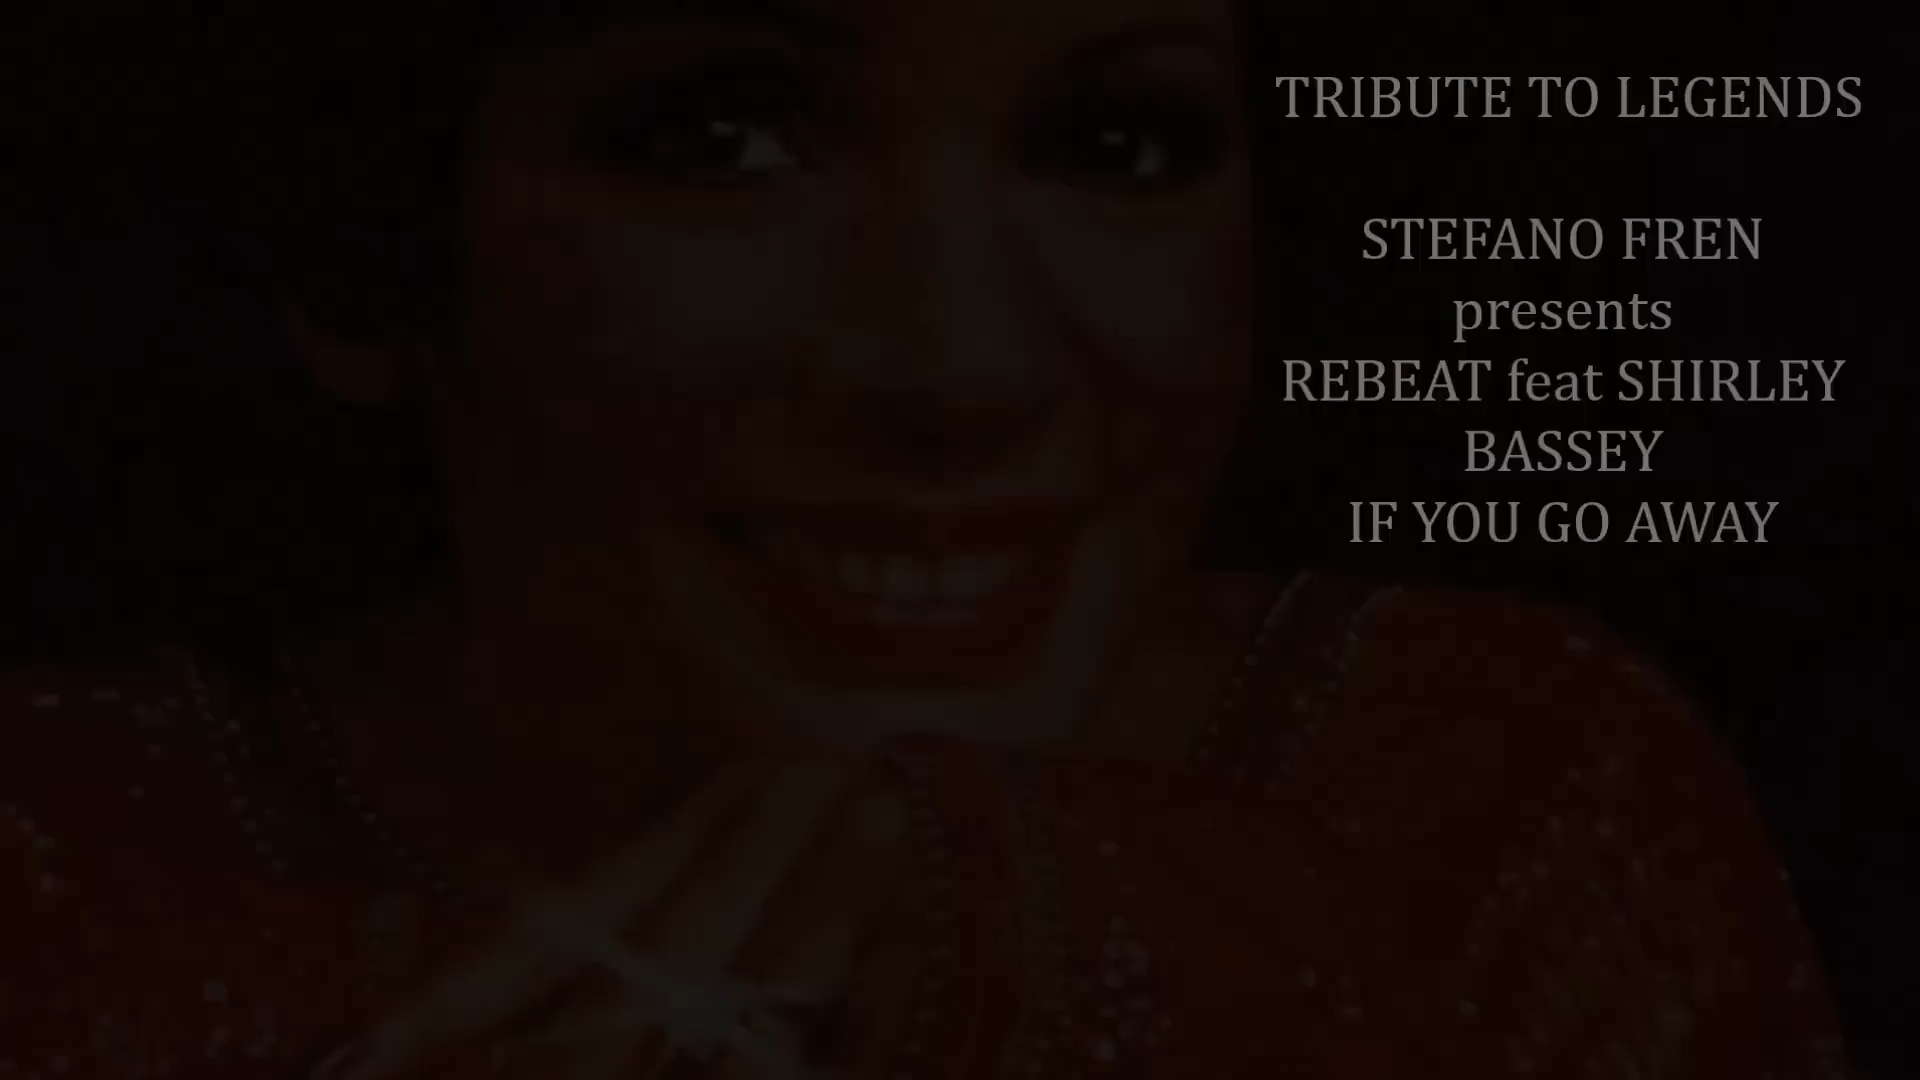 TRIBUTE TO LEGENDS
STEFANO FREN
presents
REBEAT feat SHIRLEY
BASSEY
IF YOU GO AWAY